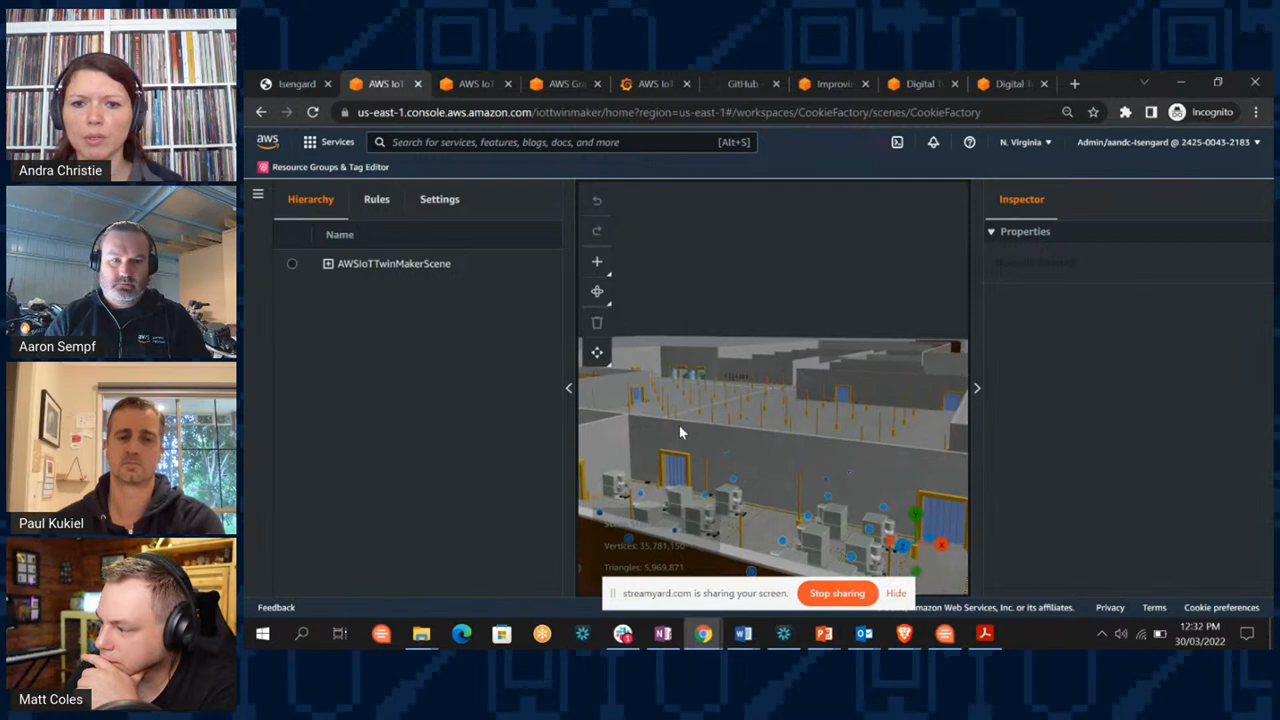 Andra Christie
Aaron Sempf
Paul Kukiel
Matt Coles
Isengard
AWS IoT
AWS IoT
AWS Gra
AWS IoT
GitHub
Improvi
Digital T
Digital T
us-east-1.console.aws.amazon.com/iottwinmaker/home?region=us-east-1#/workspaces/CookieFactory/scenes/CookieFactory
Incognito
aws
Services
Search for services, features, blogs, docs, and more
[Alt+S]
N. Virginia
Admin/aandc-Isengard @ 2425-0043-2183
Resource Groups & Tag Editor
Hierarchy
Rules
Settings
Inspector
Name
Properties
AWSIoTTwinMakerScene
Vertices: 35,781,150
Triangles: 5,969,871
Y
Z
X
streamyard.com is sharing your screen.
Stop sharing
Hide
Feedback
Amazon Web Services, Inc. or its affiliates.
Privacy
Terms
Cookie preferences
12:32 PM
30/03/2022